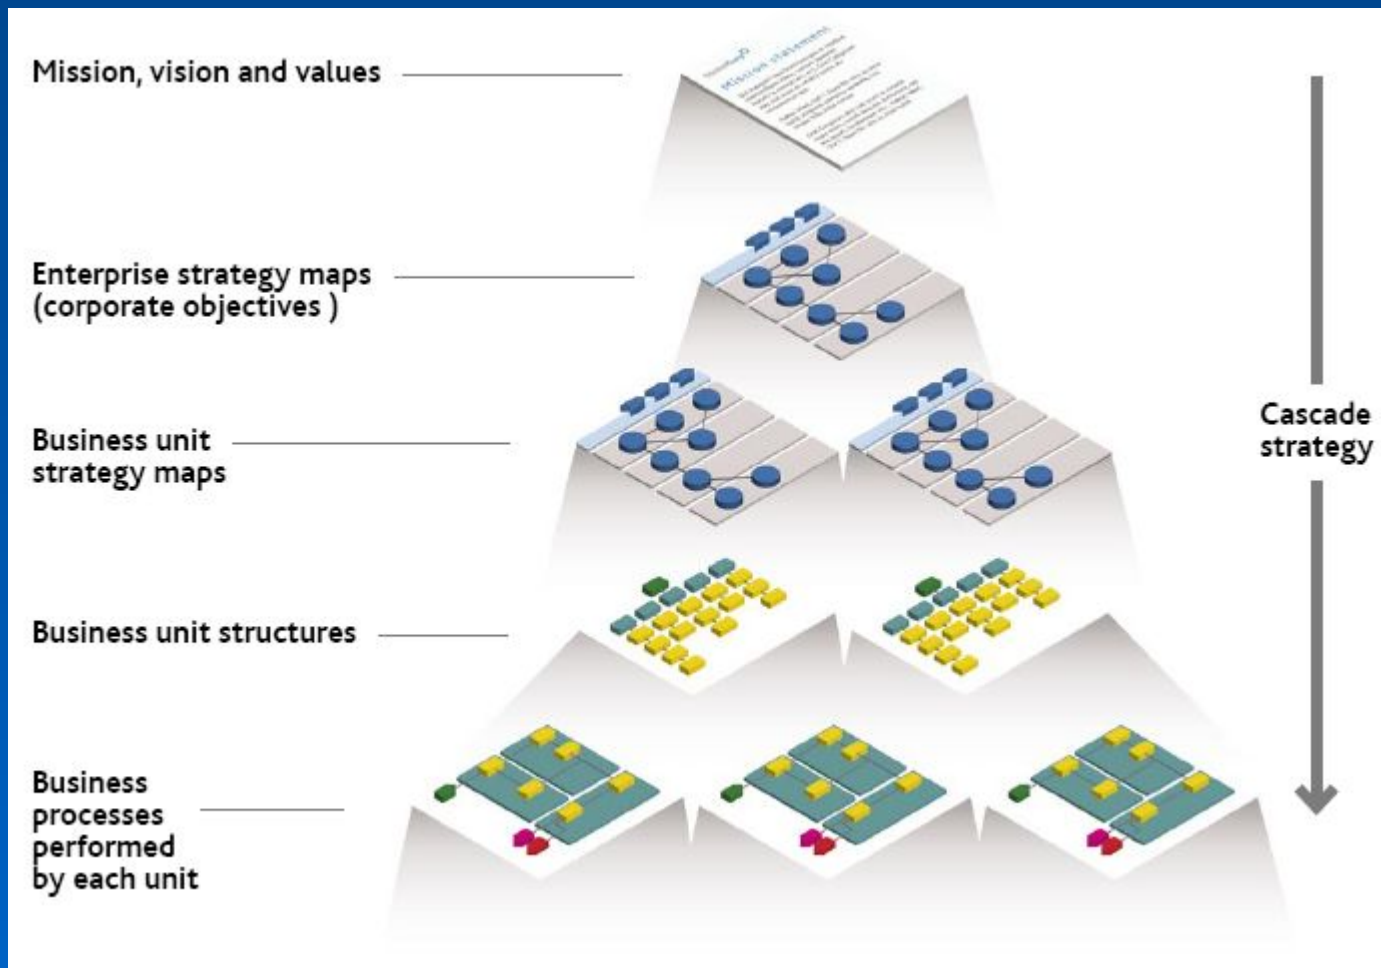 Mission statement
Mission, vision and values
Enterprise strategy maps
(corporate objectives )
Business unit
strategy maps
Business unit structures
Business
processes
performed
by each unit
Cascade
strategy